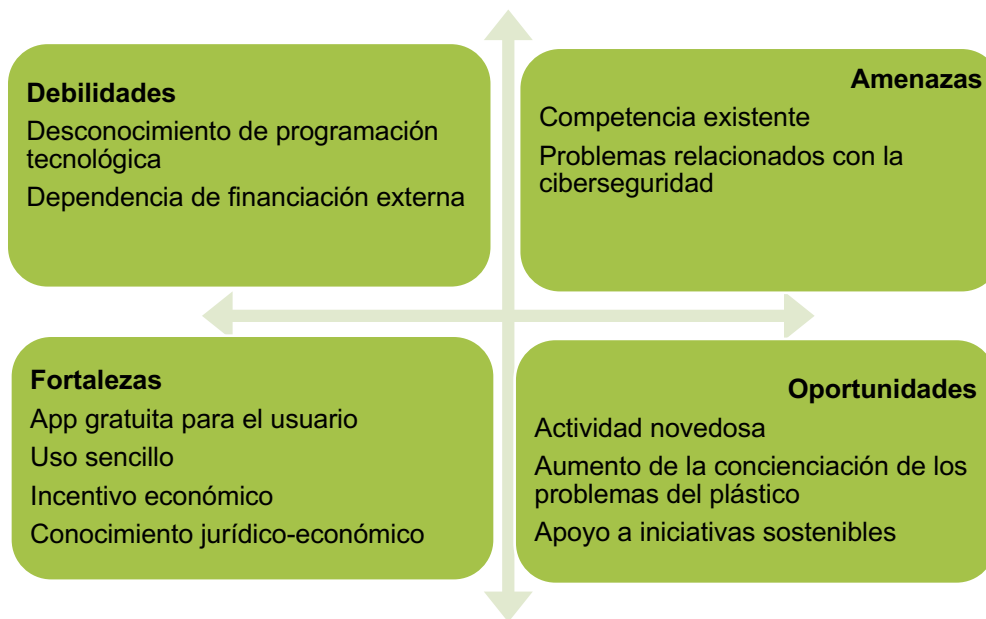 Debilidades
Desconocimiento de programación
tecnológica
Dependencia de financiación externa
Amenazas
Competencia existente
Problemas relacionados con la
ciberseguridad
Fortalezas
App gratuita para el usuario
Uso sencillo
Incentivo económico
Conocimiento jurídico-económico
Oportunidades
Actividad novedosa
Aumento de la concienciación de los
problemas del plástico
Apoyo a iniciativas sostenibles